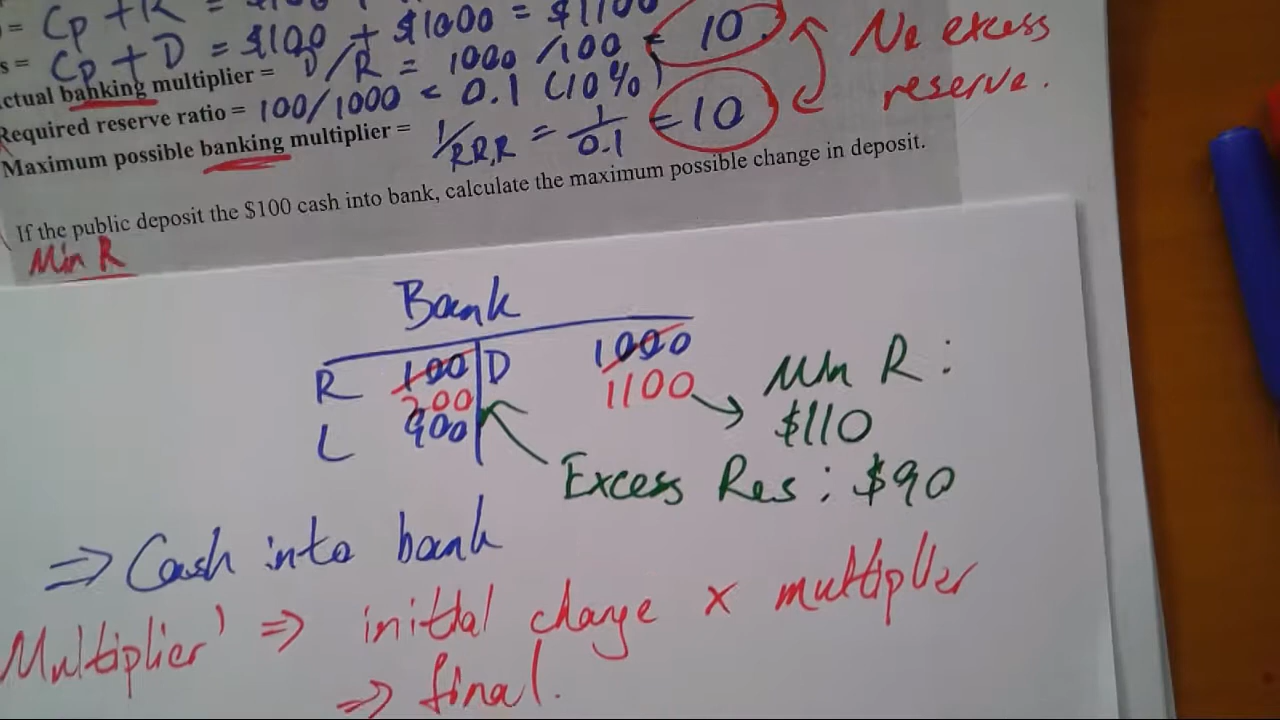 = Cp + R =
s = Cp + D = $100 + $1000 = $1100
ctual banking multiplier = D/R = 1000/100 = 10
Required reserve ratio = 100/1000 = 0.1 (10%)
Maximum possible banking multiplier = 1/RRR = 1/0.1 = 10
No excess
reserve.
If the public deposit the $100 cash into bank, calculate the maximum possible change in deposit.
Min R
Bank
R 100 D 1000
200 1100
L 900
Min R :
$110
Excess Res : $90
⇒ Cash into bank
Multiplier' ⇒ initial change × multiplier
⇒ final.